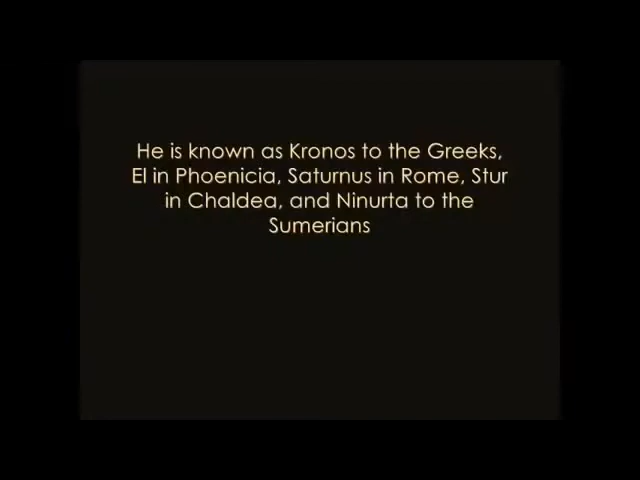 He is known as Kronos to the Greeks,
El in Phoenicia, Saturnus in Rome, Stur
in Chaldea, and Ninurta to the
Sumerians